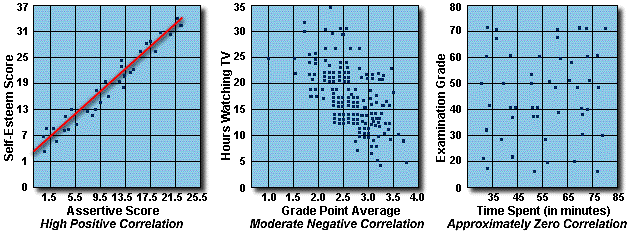 37
31
25
19
13
7
1
0
Self-Esteem Score
1.5 5.5 9.5 13.5 17.5 21.5 25.5
Assertive Score
High Positive Correlation
35
30
25
20
15
10
5
0
Hours Watching TV
1.0 1.5 2.0 2.5 3.0 3.5 4.0
Grade Point Average
Moderate Negative Correlation
80
70
60
50
40
30
20
0
Examination Grade
35 45 55 65 75 85
Time Spent (in minutes)
Approximately Zero Correlation